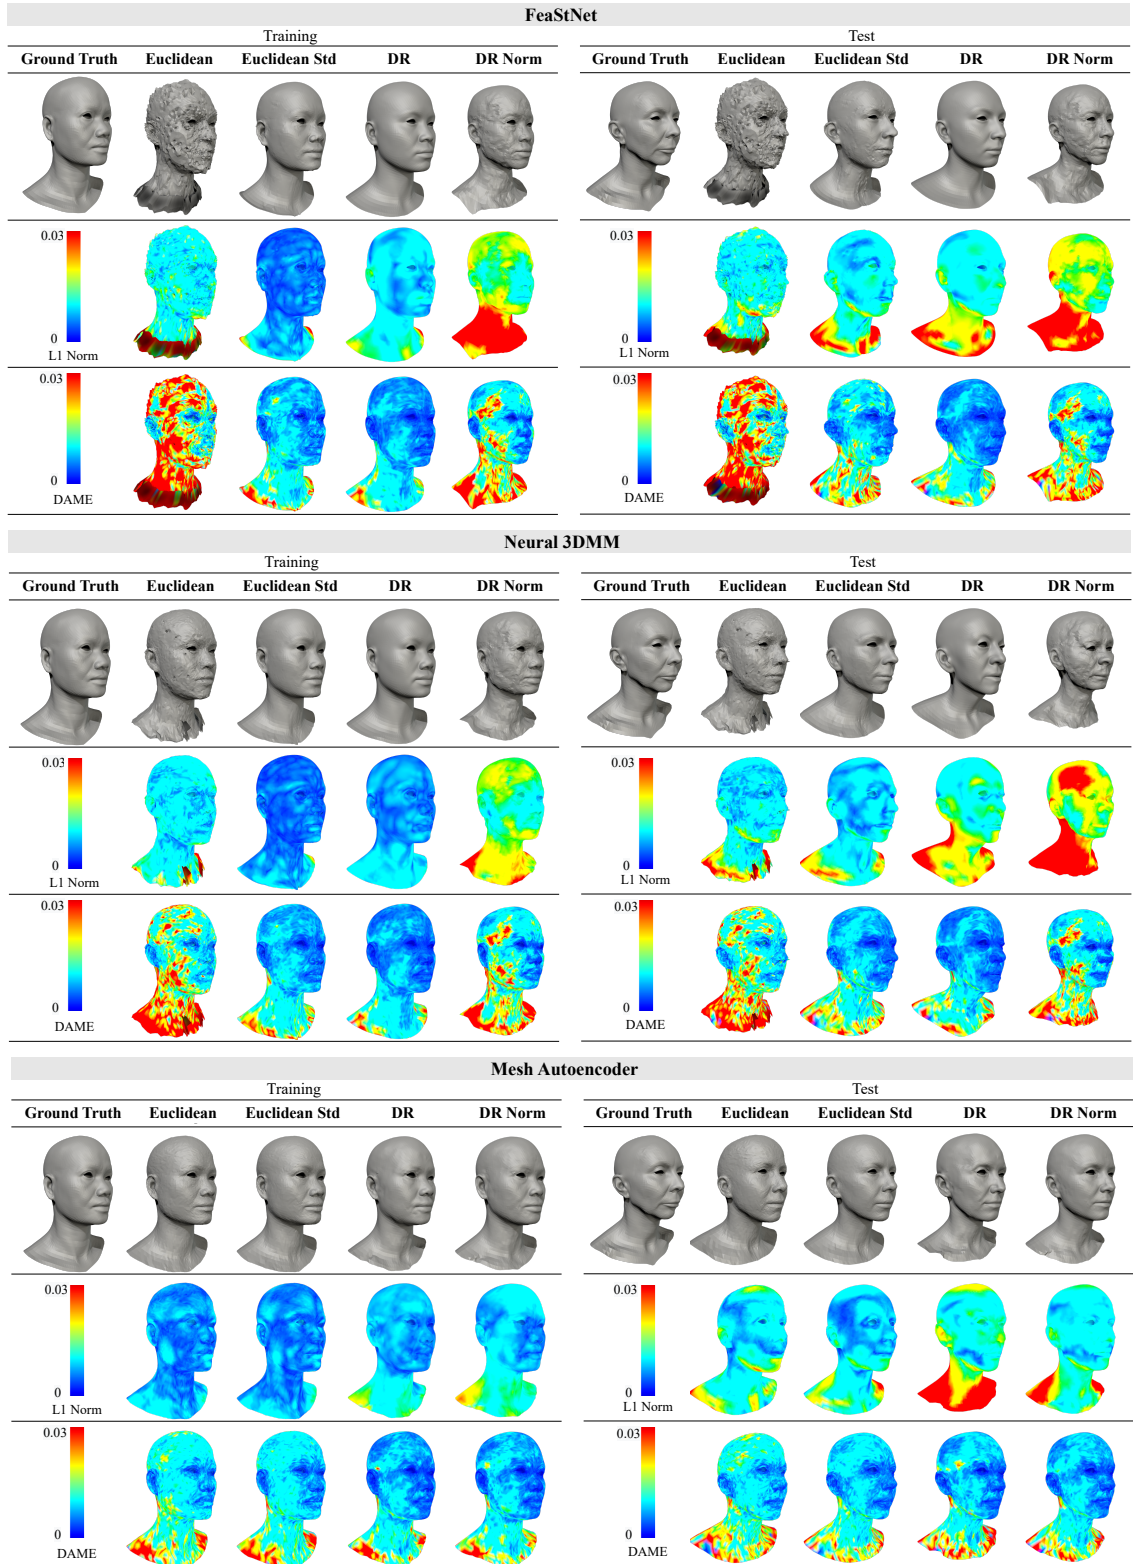 FeaStNet
Training
Test
Ground Truth Euclidean Euclidean Std DR DR Norm
Ground Truth Euclidean Euclidean Std DR DR Norm
0.03
0
L1 Norm
0.03
0
L1 Norm
0.03
0
DAME
0.03
0
DAME
Neural 3DMM
Training
Test
Ground Truth Euclidean Euclidean Std DR DR Norm
Ground Truth Euclidean Euclidean Std DR DR Norm
0.03
0
L1 Norm
0.03
0
L1 Norm
0.03
0
DAME
0.03
0
DAME
Mesh Autoencoder
Training
Test
Ground Truth Euclidean Euclidean Std DR DR Norm
Ground Truth Euclidean Euclidean Std DR DR Norm
0.03
0
L1 Norm
0.03
0
L1 Norm
0.03
0
DAME
0.03
0
DAME